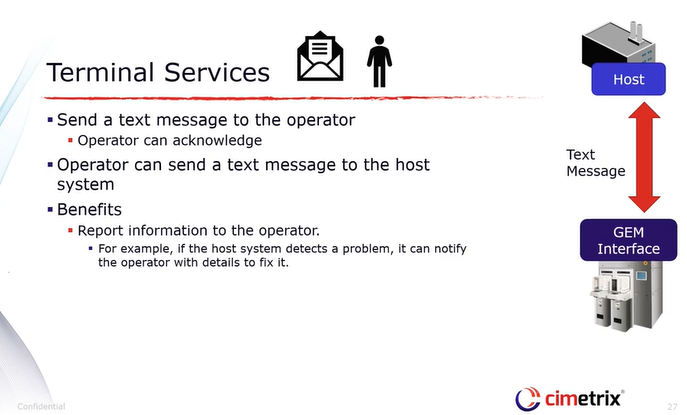 Terminal Services
Send a text message to the operator
Operator can acknowledge
Operator can send a text message to the host
system
Benefits
Report information to the operator.
For example, if the host system detects a problem, it can notify
the operator with details to fix it.
Host
Text
Message
GEM
Interface
Confidential
cimetrix®
27